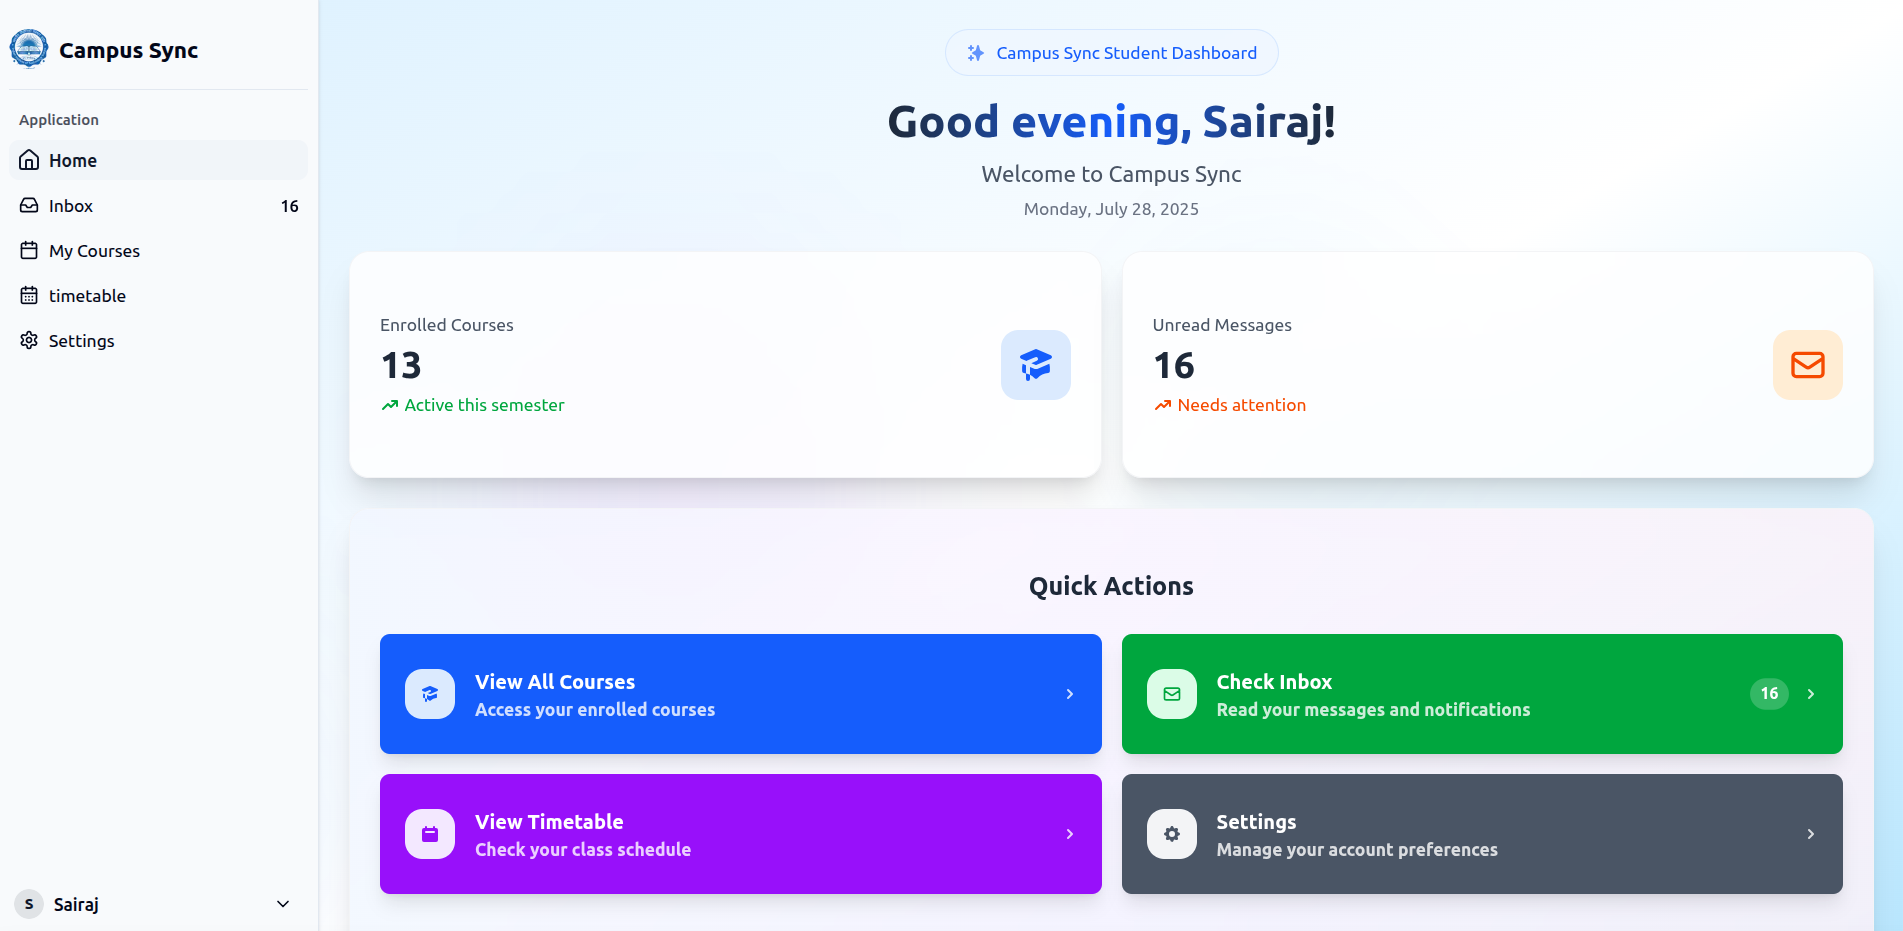 Campus Sync
Application
Home
Inbox 16
My Courses
timetable
Settings
S Sairaj
Campus Sync Student Dashboard
Good evening, Sairaj!
Welcome to Campus Sync
Monday, July 28, 2025
Enrolled Courses
13
Active this semester
Unread Messages
16
Needs attention
Quick Actions
View All Courses
Access your enrolled courses
Check Inbox
Read your messages and notifications
16
View Timetable
Check your class schedule
Settings
Manage your account preferences